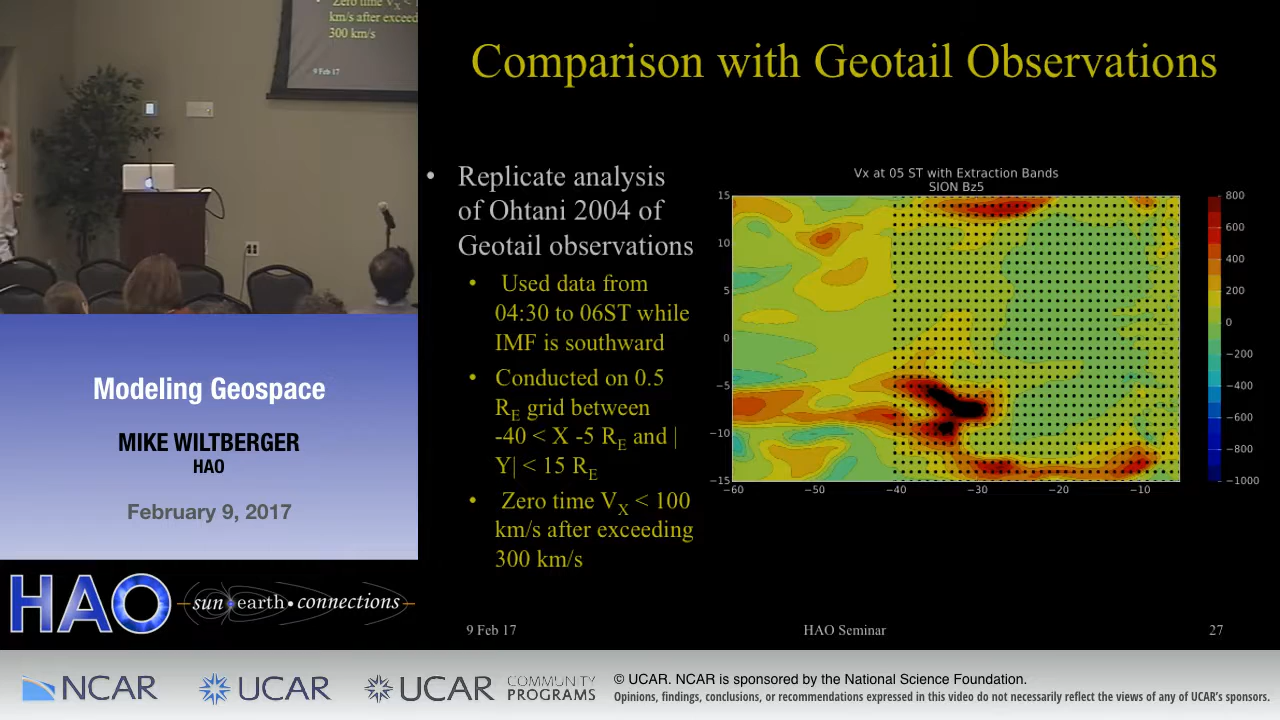 Zero time VX <
km/s after exceed
300 km/s
9 Feb 17
Comparison with Geotail Observations
• Replicate analysis
of Ohtani 2004 of
Geotail observations
• Used data from
04:30 to 06ST while
IMF is southward
• Conducted on 0.5
RE grid between
-40 < X -5 RE and |
Y| < 15 RE
• Zero time VX < 100
km/s after exceeding
300 km/s
Vx at 05 ST with Extraction Bands
SION Bz5
15
10
5
0
−5
−10
−15
−60 −50 −40 −30 −20 −10
800
600
400
200
0
−200
−400
−600
−800
−1000
9 Feb 17 HAO Seminar 27
Modeling Geospace
MIKE WILTBERGER
HAO
February 9, 2017
HAO sun earth • connections
NCAR UCAR UCAR COMMUNITY PROGRAMS
© UCAR. NCAR is sponsored by the National Science Foundation.
Opinions, findings, conclusions, or recommendations expressed in this video do not necessarily reflect the views of any of UCAR's sponsors.